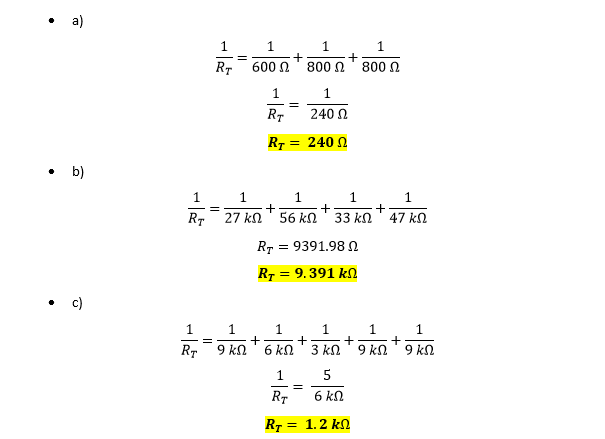 • a)
1/R_T = 1/600 Ω + 1/800 Ω + 1/800 Ω
1/R_T = 1/240 Ω
R_T = 240 Ω
• b)
1/R_T = 1/27 kΩ + 1/56 kΩ + 1/33 kΩ + 1/47 kΩ
R_T = 9391.98 Ω
R_T = 9.391 kΩ
• c)
1/R_T = 1/9 kΩ + 1/6 kΩ + 1/3 kΩ + 1/9 kΩ + 1/9 kΩ
1/R_T = 5/6 kΩ
R_T = 1.2 kΩ